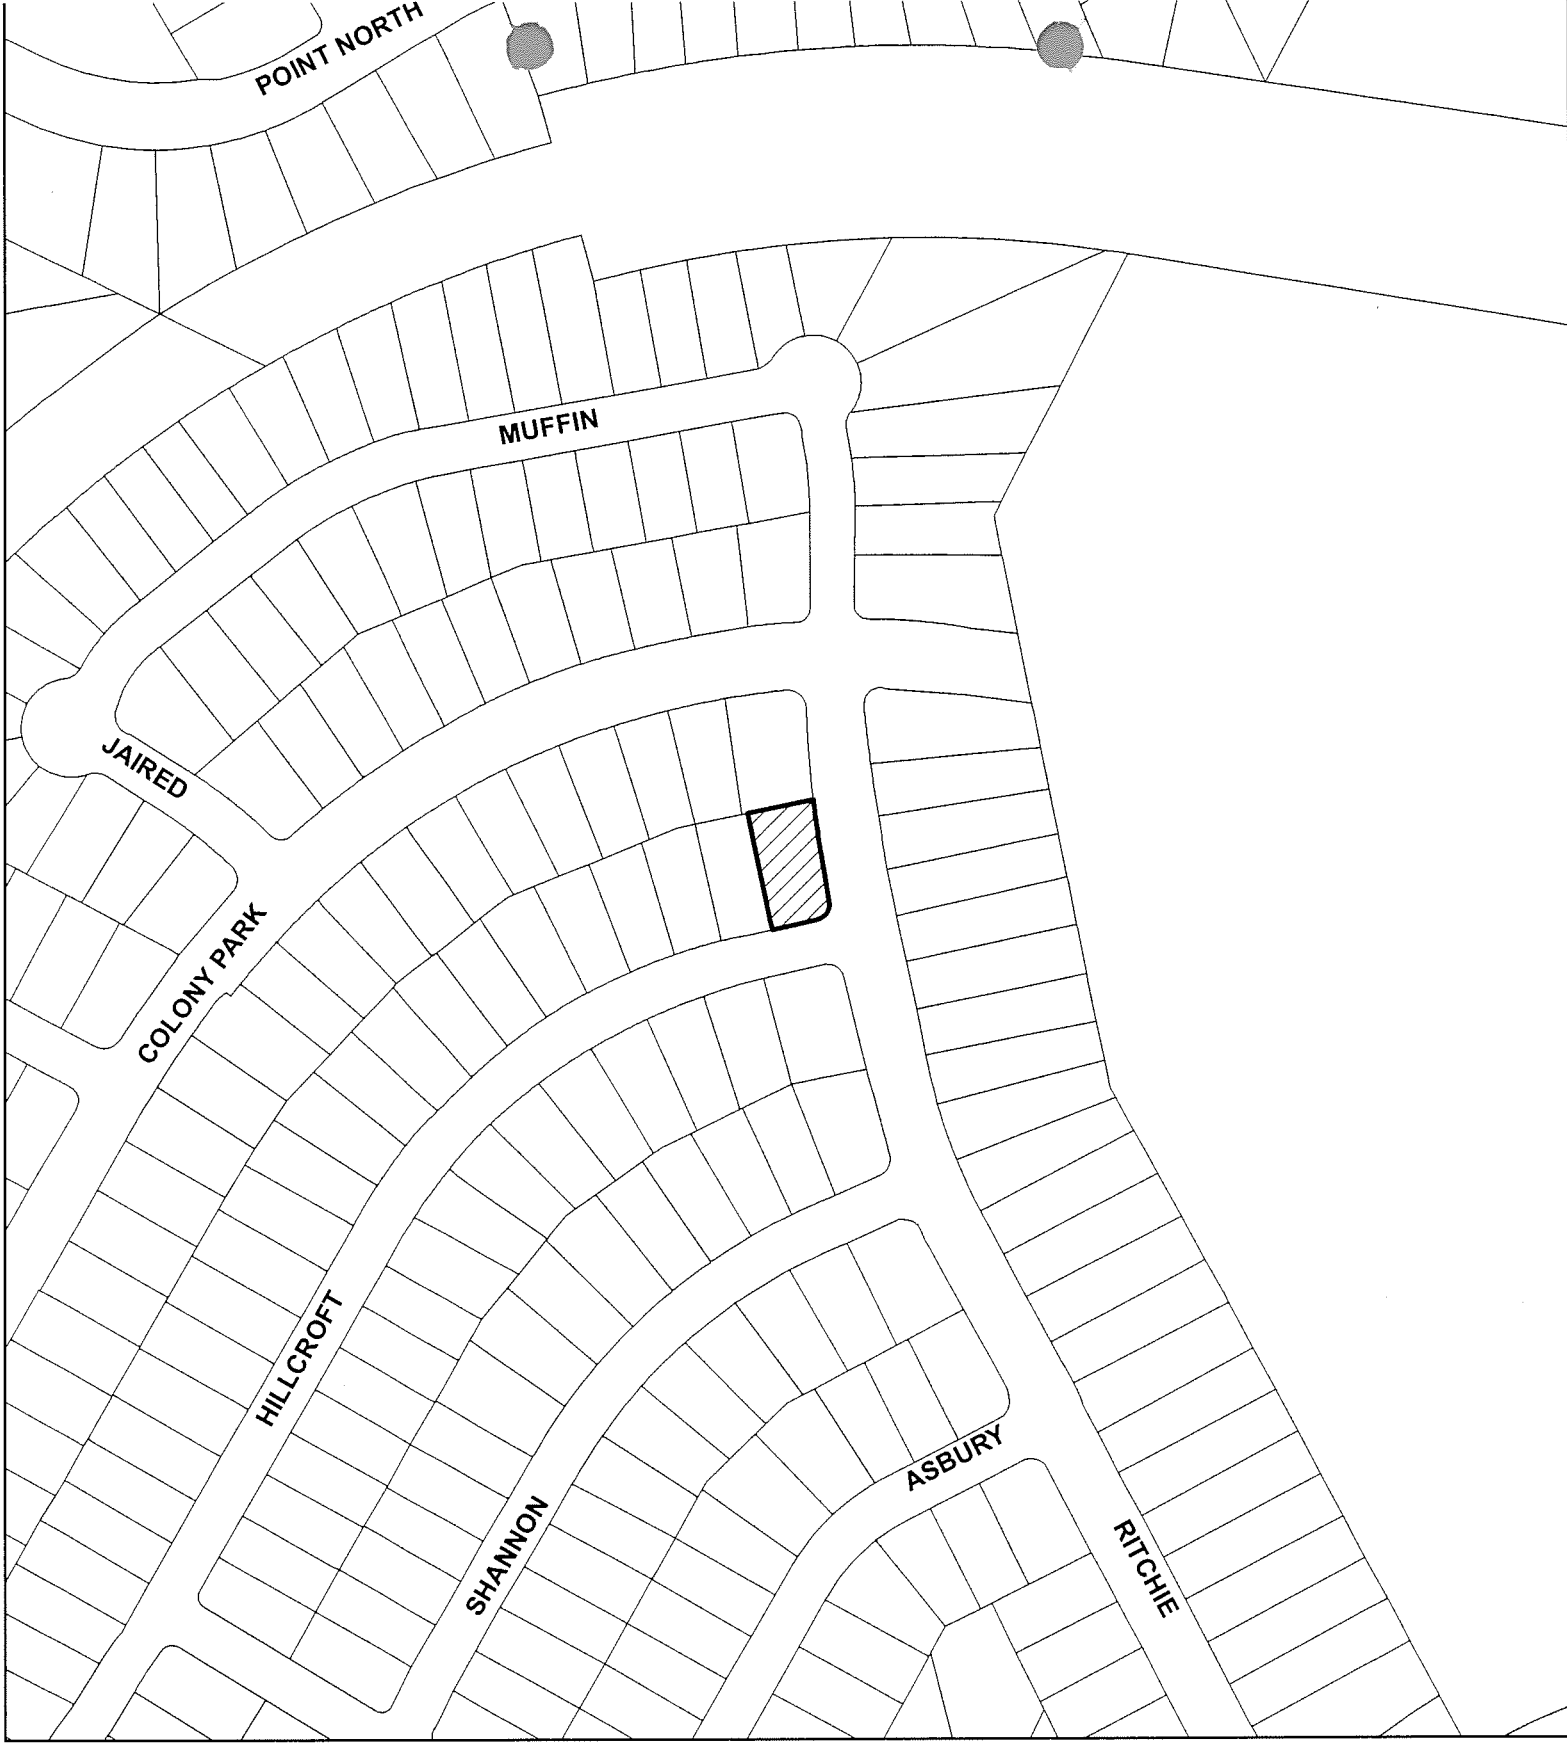 POINT NORTH
MUFFIN
JAIRED
COLONY PARK
HILLCROFT
SHANNON
ASBURY
RITCHIE